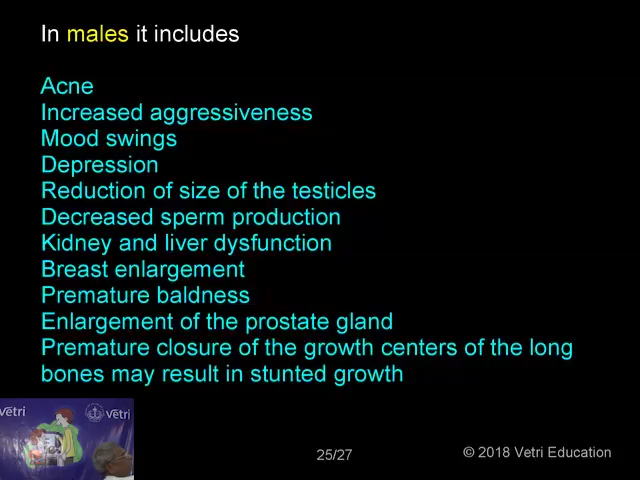 In males it includes
Acne
Increased aggressiveness
Mood swings
Depression
Reduction of size of the testicles
Decreased sperm production
Kidney and liver dysfunction
Breast enlargement
Premature baldness
Enlargement of the prostate gland
Premature closure of the growth centers of the long
bones may result in stunted growth
Vetri
Vetri
25/27
© 2018 Vetri Education